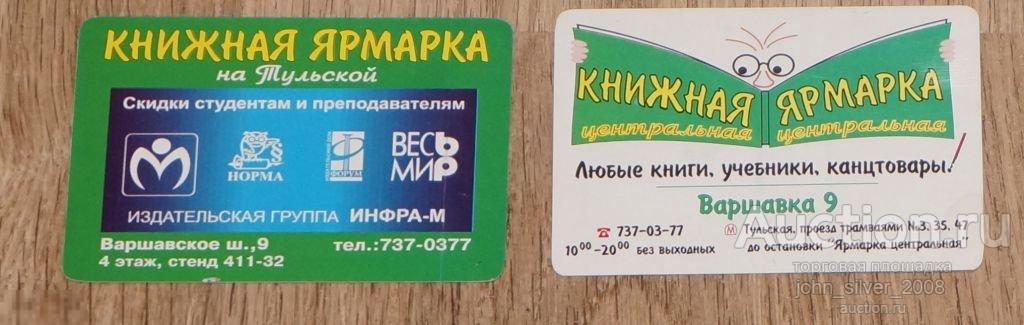 КНИЖНАЯ ЯРМАРКА
на Тульской
Скидки студентам и преподавателям
НОРМА
ФОРУМ
ВЕСЬ
МИР
ИЗДАТЕЛЬСКАЯ ГРУППА ИНФРА-М
Варшавское ш.,9 тел.:737-0377
4 этаж, стенд 411-32
КНИЖНАЯ ЯРМАРКА
центральная центральная
Любые книги, учебники, канцтовары!
Варшавка 9
737-03-77
10⁰⁰-20⁰⁰ без выходных
М Тульская, проезд трамваями №3, 35, 47
до остановки "Ярмарка центральная"
Auction.ru
торговая площадка
john_silver_2008
auction.ru